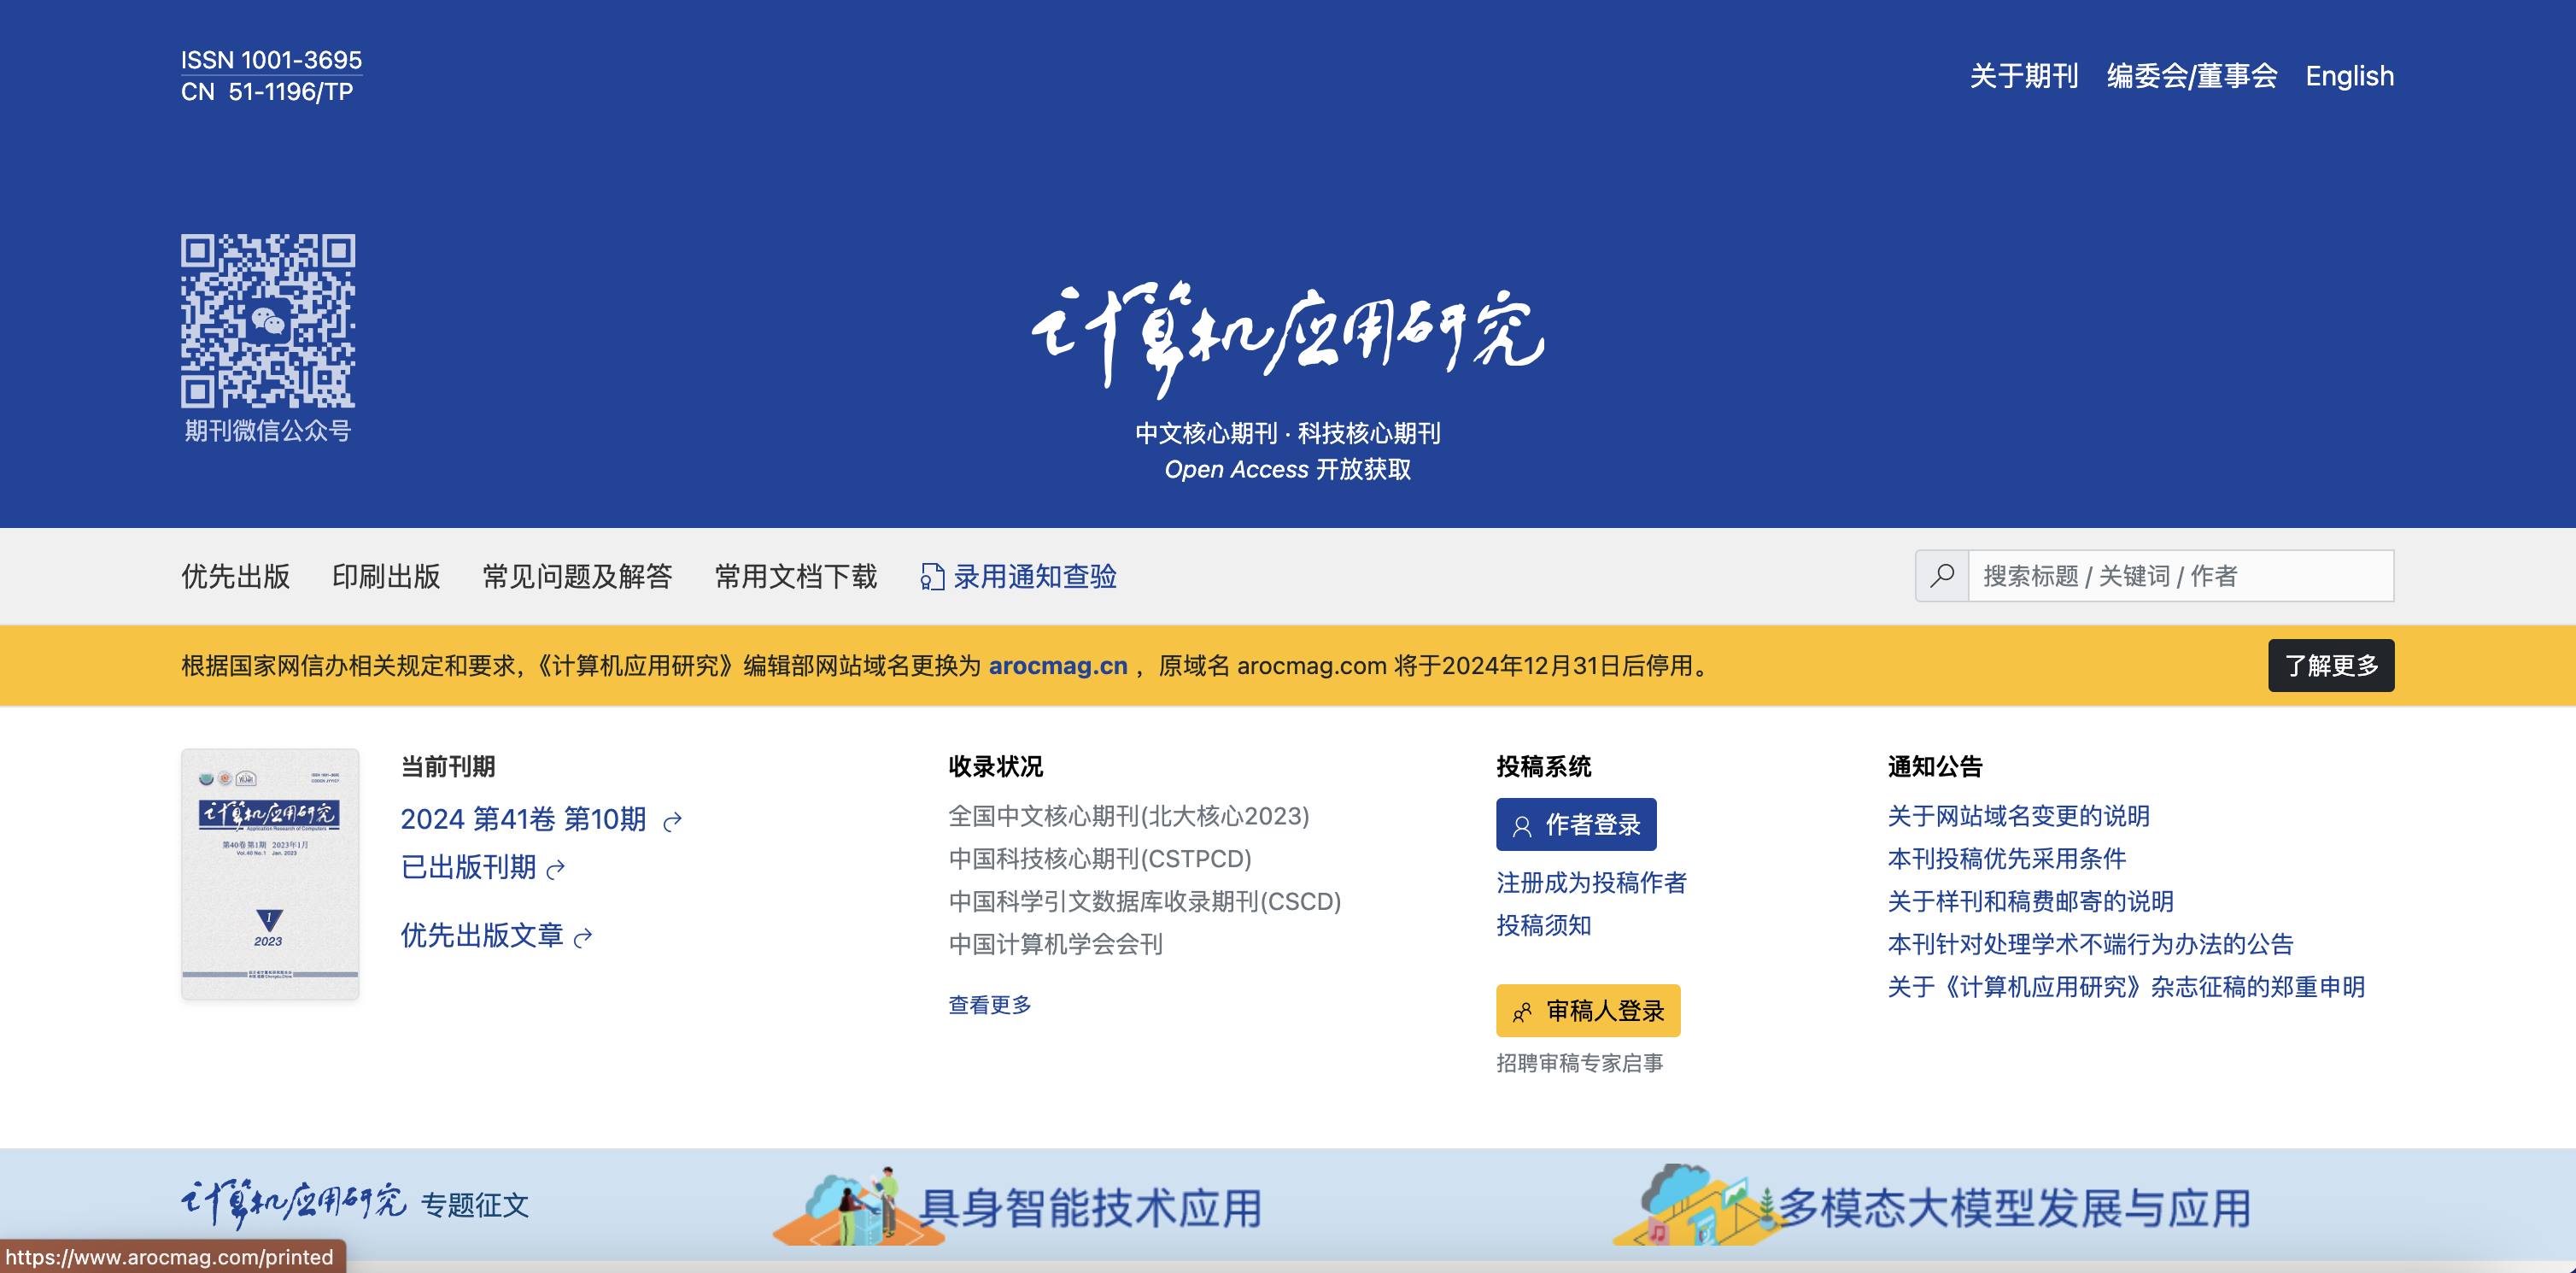 ISSN 1001-3695
CN 51-1196/TP
关于期刊 编委会/董事会 English
期刊微信公众号
计算机应用研究
中文核心期刊 · 科技核心期刊
Open Access 开放获取
优先出版 印刷出版 常见问题及解答 常用文档下载 录用通知查验
搜索标题 / 关键词 / 作者
根据国家网信办相关规定和要求,《计算机应用研究》编辑部网站域名更换为 arocmag.cn ，原域名 arocmag.com 将于2024年12月31日后停用。
了解更多
计算机应用研究
Application Research of Computers
第40卷第1期 2023年1月
Vol.40 No.1 Jan. 2023
1
2023
当前刊期
2024 第41卷 第10期
已出版刊期
优先出版文章
收录状况
全国中文核心期刊(北大核心2023)
中国科技核心期刊(CSTPCD)
中国科学引文数据库收录期刊(CSCD)
中国计算机学会会刊
查看更多
投稿系统
作者登录
注册成为投稿作者
投稿须知
审稿人登录
招聘审稿专家启事
通知公告
关于网站域名变更的说明
本刊投稿优先采用条件
关于样刊和稿费邮寄的说明
本刊针对处理学术不端行为办法的公告
关于《计算机应用研究》杂志征稿的郑重申明
计算机应用研究 专题征文
具身智能技术应用
多模态大模型发展与应用
https://www.arocmag.com/printed